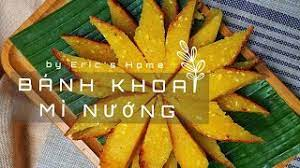 by Eric's Home
BÁNH KHOAI
MÌ NƯỚNG